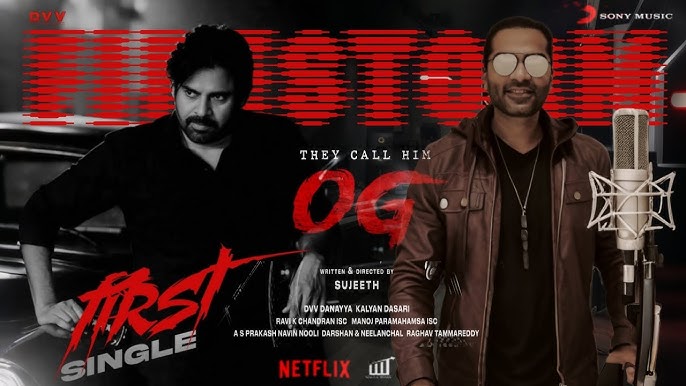 DVV
SONY MUSIC
FIRESTORM
THEY CALL HIM
OG
WRITTEN & DIRECTED BY
SUJEETH
DVV DANAYYA KALYAN DASARI
RAVI K CHANDRAN ISC MANOJ PARAMAHAMSA ISC
A S PRAKASH NAVIN NOOLI DARSHAN & NEELANCHAL RAGHAV TAMMAREDDY
FIRST
SINGLE
NETFLIX